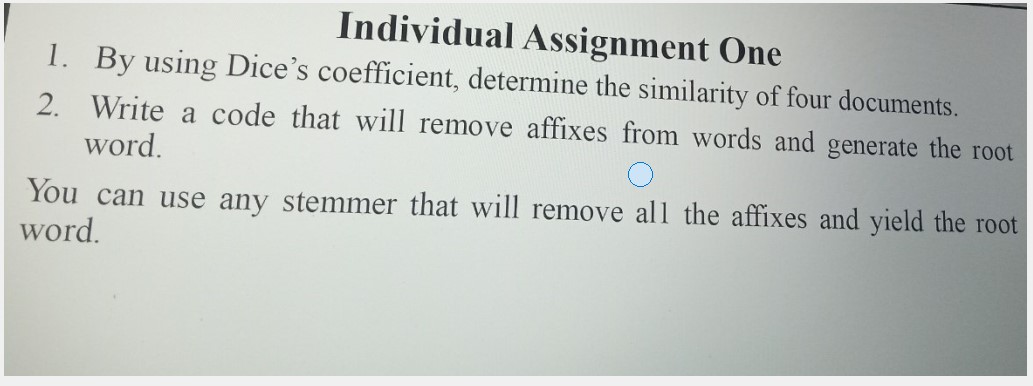 Individual Assignment One
1. By using Dice's coefficient, determine the similarity of four documents.
2. Write a code that will remove affixes from words and generate the root
word.
You can use any stemmer that will remove all the affixes and yield the root
word.